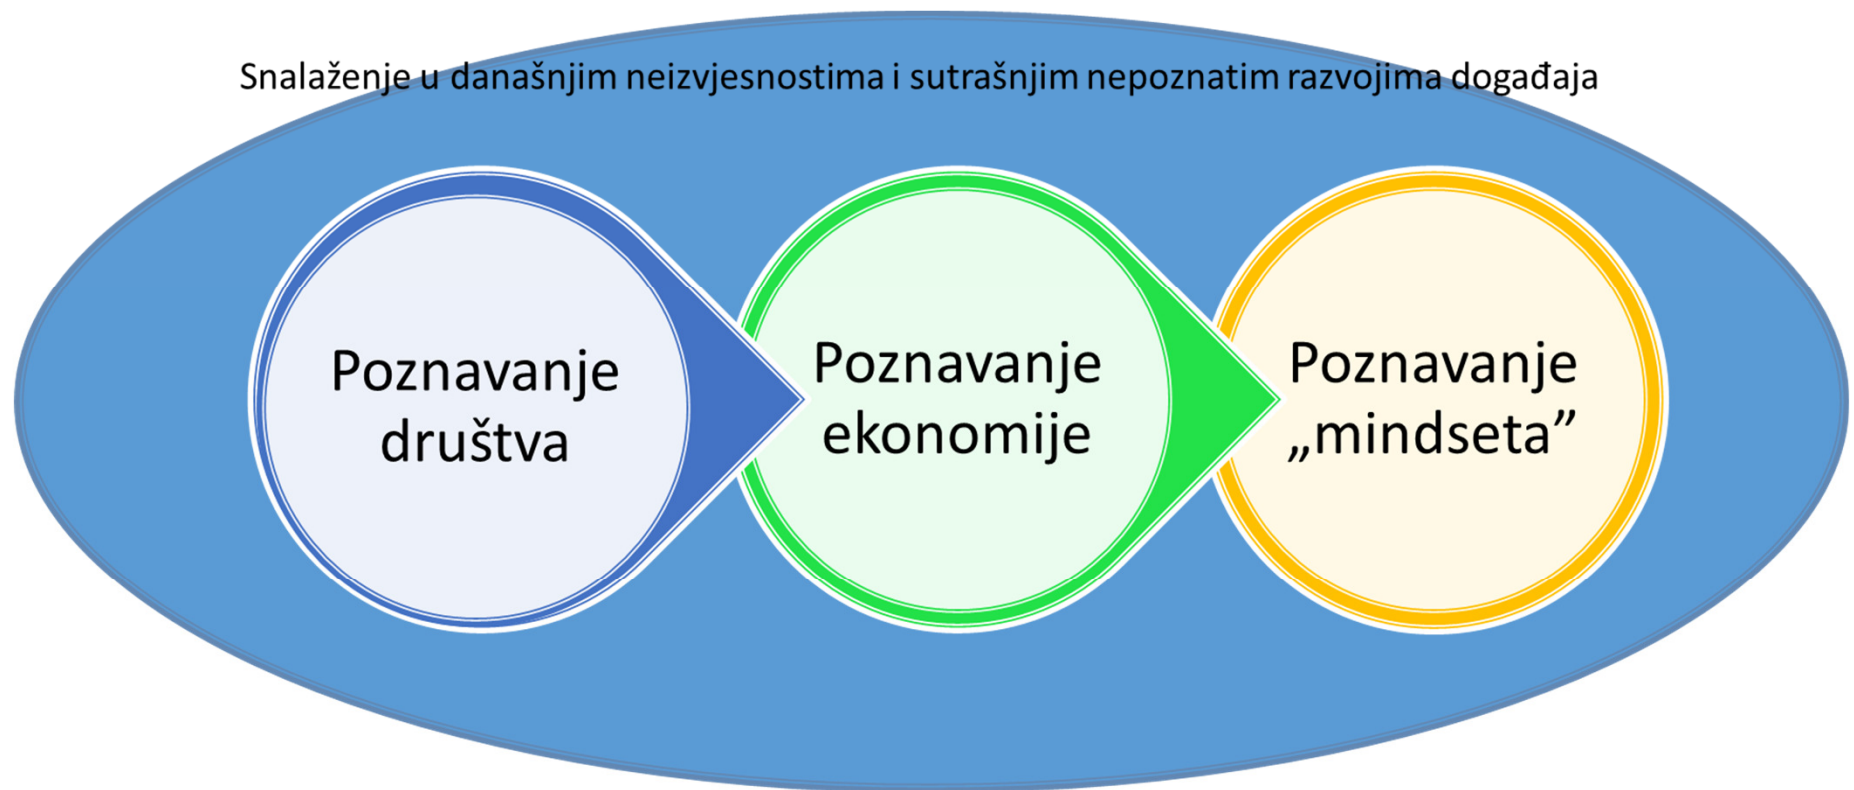 Snalaženje u današnjim neizvjesnostima i sutrašnjim nepoznatim razvojima događaja
Poznavanje
društva
Poznavanje
ekonomije
Poznavanje
„mindseta”